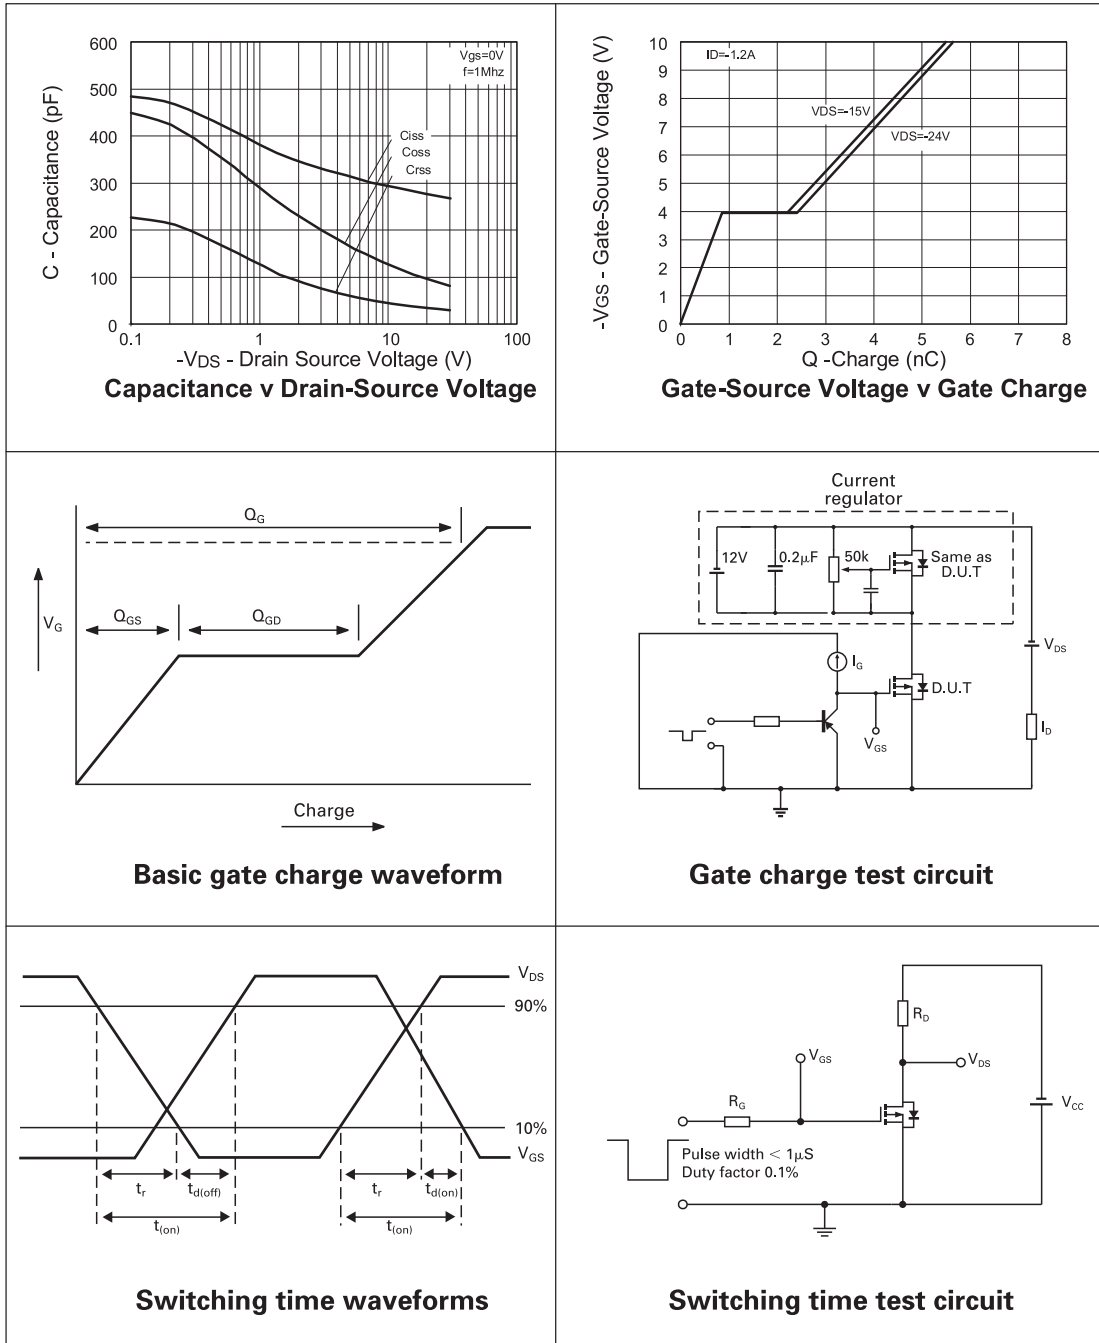 600
500
400
300
200
100
0
C - Capacitance (pF)
Vgs=0V
f=1Mhz
Ciss
Coss
Crss
0.1
1
10
100
-VDS - Drain Source Voltage (V)
Capacitance v Drain-Source Voltage
10
9
8
7
6
5
4
3
2
1
0
-VGS - Gate-Source Voltage (V)
ID=-1.2A
VDS=-15V
VDS=-24V
0 1 2 3 4 5 6 7 8
Q -Charge (nC)
Gate-Source Voltage v Gate Charge
QG
VG
QGS
QGD
Charge
Basic gate charge waveform
Current
regulator
12V
0.2μF
50k
Same as
D.U.T
IG
VDS
D.U.T
VGS
ID
Gate charge test circuit
VDS
90%
10%
VGS
tr
td(off)
tr
td(on)
t(on)
t(on)
Switching time waveforms
RD
VGS
VDS
RG
VCC
Pulse width < 1μS
Duty factor 0.1%
Switching time test circuit